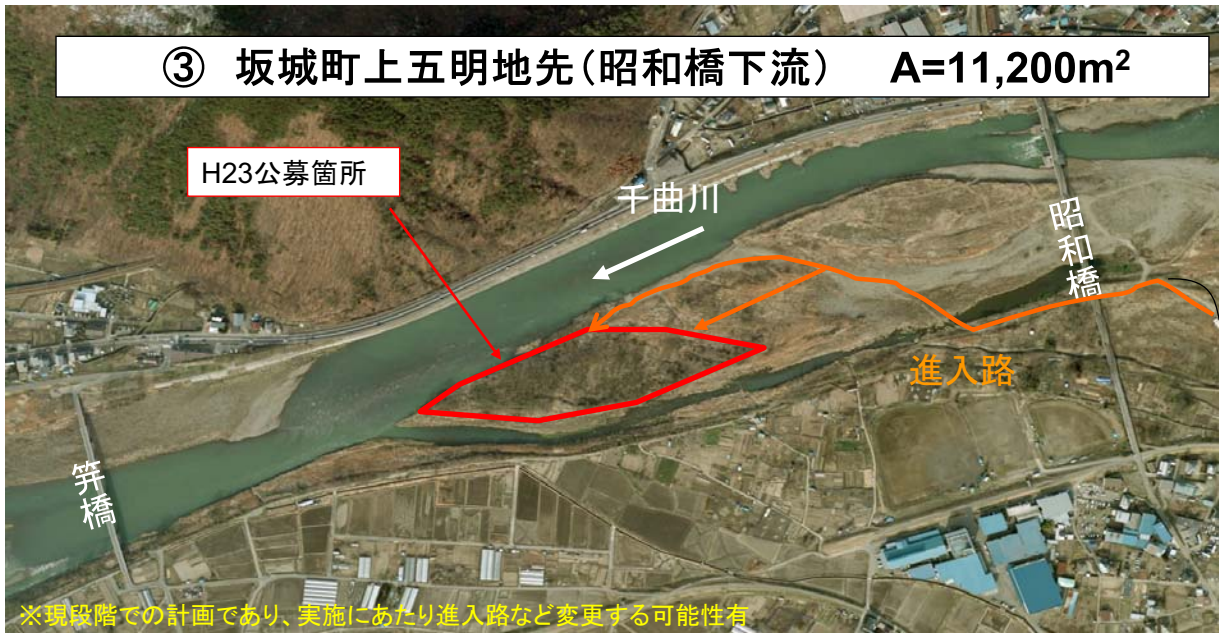 ③ 坂城町上五明地先(昭和橋下流) A=11,200m²
H23公募箇所
千曲川
昭和橋
進入路
笄橋
※現段階での計画であり、実施にあたり進入路など変更する可能性有